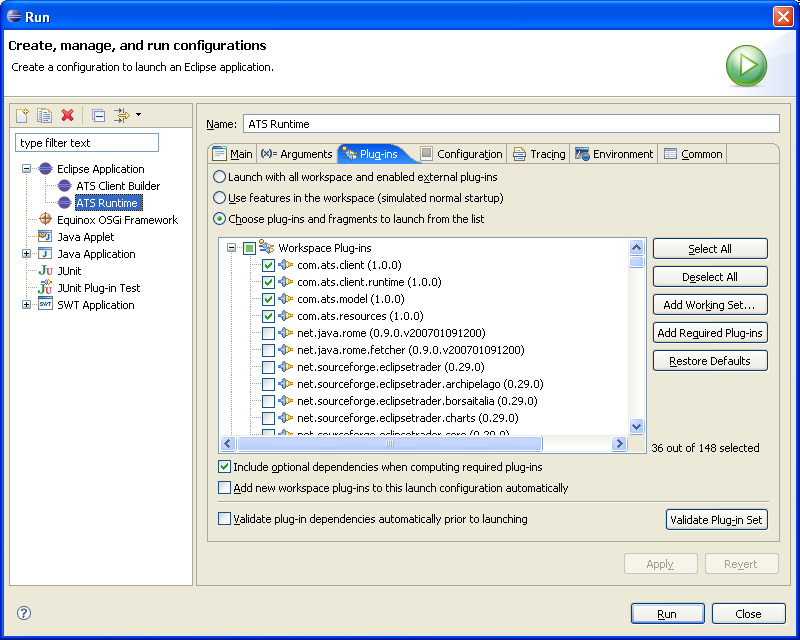 Run
Create, manage, and run configurations
Create a configuration to launch an Eclipse application.
type filter text
Eclipse Application
ATS Client Builder
ATS Runtime
Equinox OSGi Framework
Java Applet
Java Application
JUnit
JUnit Plug-in Test
SWT Application
Name: ATS Runtime
Main (x)= Arguments Plug-ins Configuration Tracing Environment Common
Launch with all workspace and enabled external plug-ins
Use features in the workspace (simulated normal startup)
Choose plug-ins and fragments to launch from the list
Workspace Plug-ins
com.ats.client (1.0.0)
com.ats.client.runtime (1.0.0)
com.ats.model (1.0.0)
com.ats.resources (1.0.0)
net.java.rome (0.9.0.v200701091200)
net.java.rome.fetcher (0.9.0.v200701091200)
net.sourceforge.eclipsetrader (0.29.0)
net.sourceforge.eclipsetrader.archipelago (0.29.0)
net.sourceforge.eclipsetrader.borsaitalia (0.29.0)
net.sourceforge.eclipsetrader.charts (0.29.0)
net.sourceforge.eclipsetrader.core (0.29.0)
Select All
Deselect All
Add Working Set...
Add Required Plug-ins
Restore Defaults
36 out of 148 selected
Include optional dependencies when computing required plug-ins
Add new workspace plug-ins to this launch configuration automatically
Validate plug-in dependencies automatically prior to launching
Validate Plug-in Set
Apply Revert
? Run Close